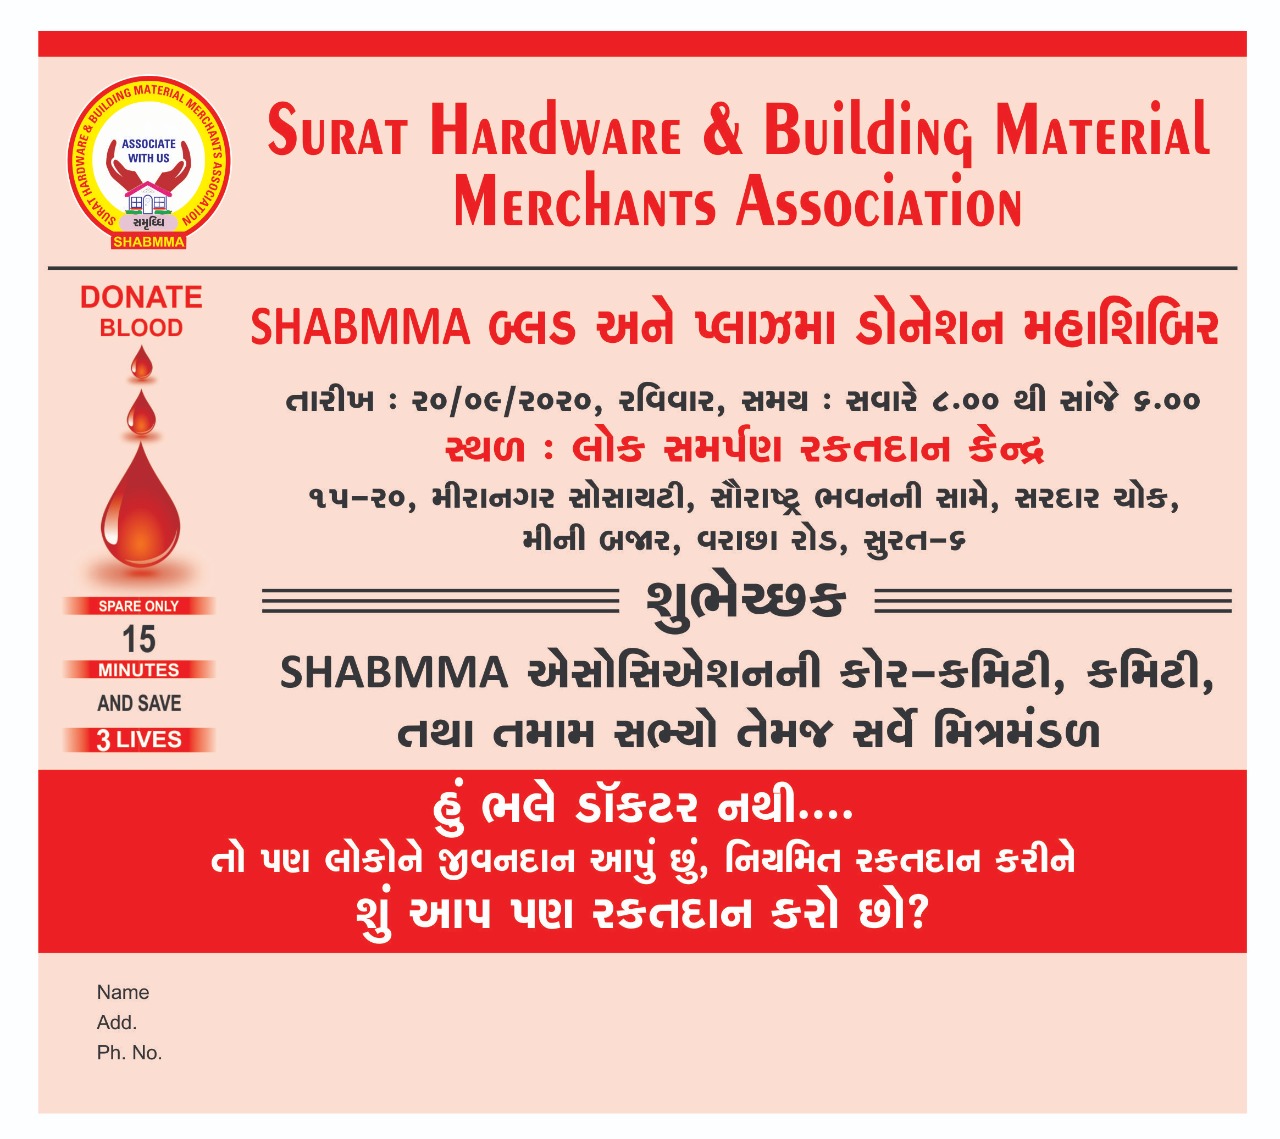 SURAT HARDWARE & BUILDING MATERIAL MERCHANTS ASSOCIATION
ASSOCIATE
WITH US
સમૃધ્ધિ
SHABMMA
SURAT HARDWARE & BUILDING MATERIAL
MERCHANTS ASSOCIATION
DONATE
BLOOD
SPARE ONLY
15
MINUTES
AND SAVE
3 LIVES
SHABMMA બ્લડ અને પ્લાઝમા ડોનેશન મહાશિબિર
તારીખ : ૨૦/૦૯/૨૦૨૦, રવિવાર, સમય : સવારે ૮.૦૦ થી સાંજે ૬.૦૦
સ્થળ : લોક સમર્પણ રકતદાન કેન્દ્ર
૧૫-૨૦, મીરાનગર સોસાયટી, સૌરાષ્ટ્ર ભવનની સામે, સરદાર ચોક,
મીની બજાર, વરાછા રોડ, સુરત-૬
શુભેચ્છક
SHABMMA એસોસિએશનની કોર-કમિટી, કમિટી,
તથા તમામ સભ્યો તેમજ સર્વે મિત્રમંડળ
હું ભલે ડૉકટર નથી....
તો પણ લોકોને જીવનદાન આપું છું, નિયમિત રકતદાન કરીને
શું આપ પણ રકતદાન કરો છો?
Name
Add.
Ph. No.